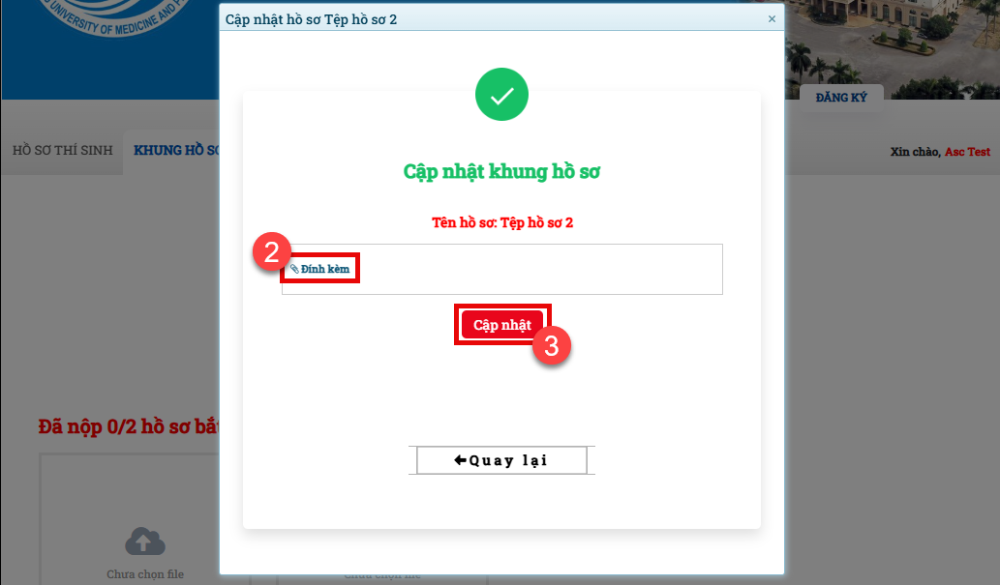 UNIVERSITY OF MEDICINE AND
Cập nhật hồ sơ Tệp hồ sơ 2
×
ĐĂNG KÝ
HỒ SƠ THÍ SINH
KHUNG HỒ SƠ
Xin chào, Asc Test
Cập nhật khung hồ sơ
Tên hồ sơ: Tệp hồ sơ 2
2
Đính kèm
Cập nhật
3
Đã nộp 0/2 hồ sơ bắt
Quay lại
Chưa chọn file
Chưa chọn file